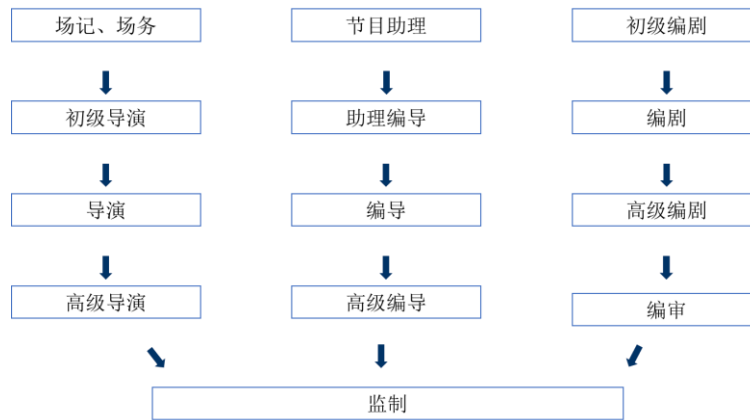 场记、场务
节目助理
初级编剧
初级导演
助理编导
编剧
导演
编导
高级编剧
高级导演
高级编导
编审
监制